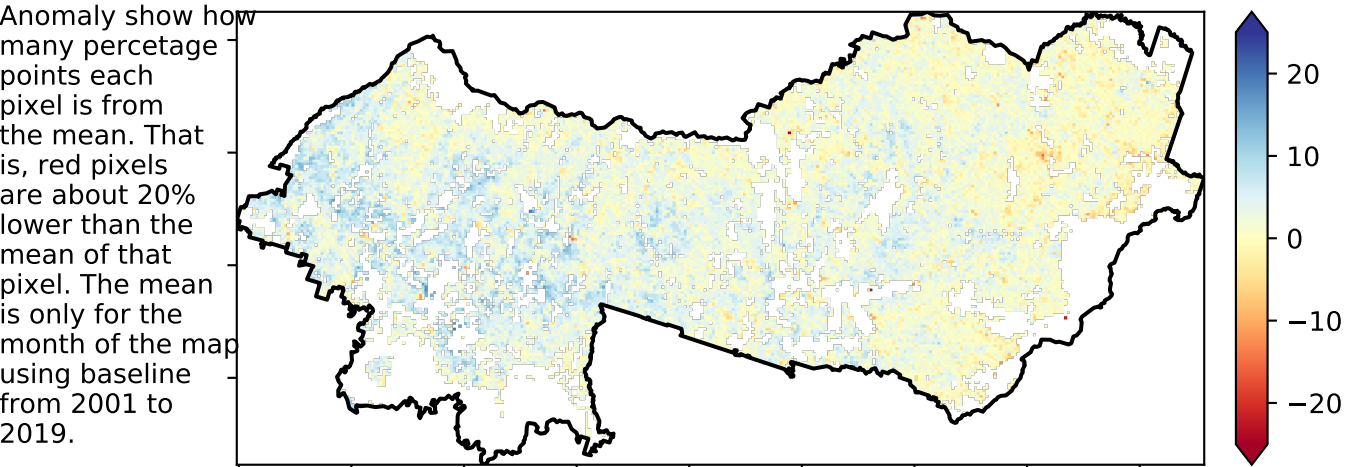 Anomaly show how
many percetage
points each
pixel is from
the mean. That
is, red pixels
are about 20%
lower than the
mean of that
pixel. The mean
is only for the
month of the map
using baseline
from 2001 to
2019.
20
10
0
−10
−20